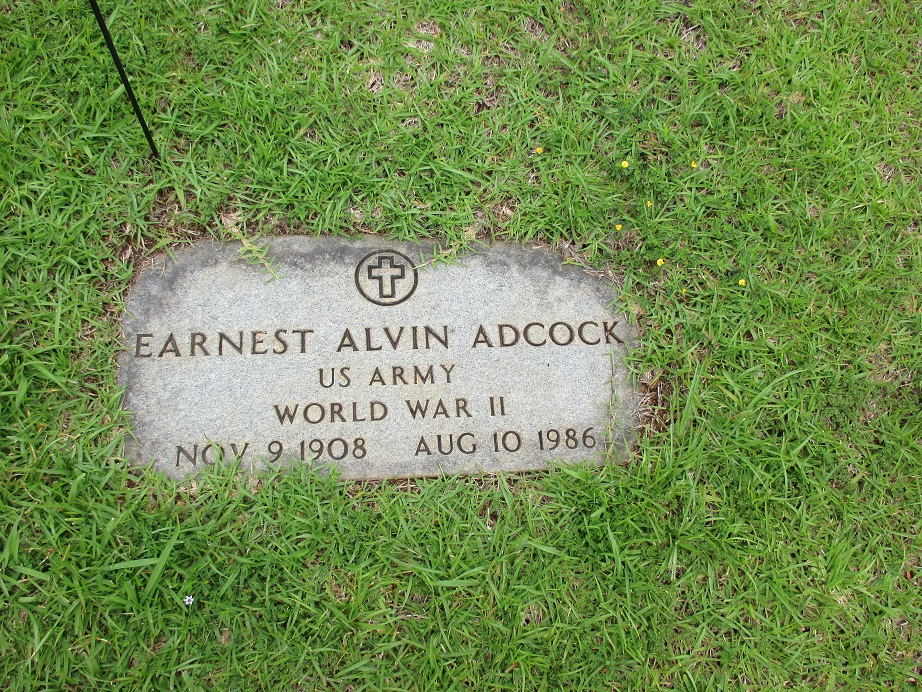 EARNEST ALVIN ADCOCK
US ARMY
WORLD WAR II
NOV 9 1908 AUG 10 1986